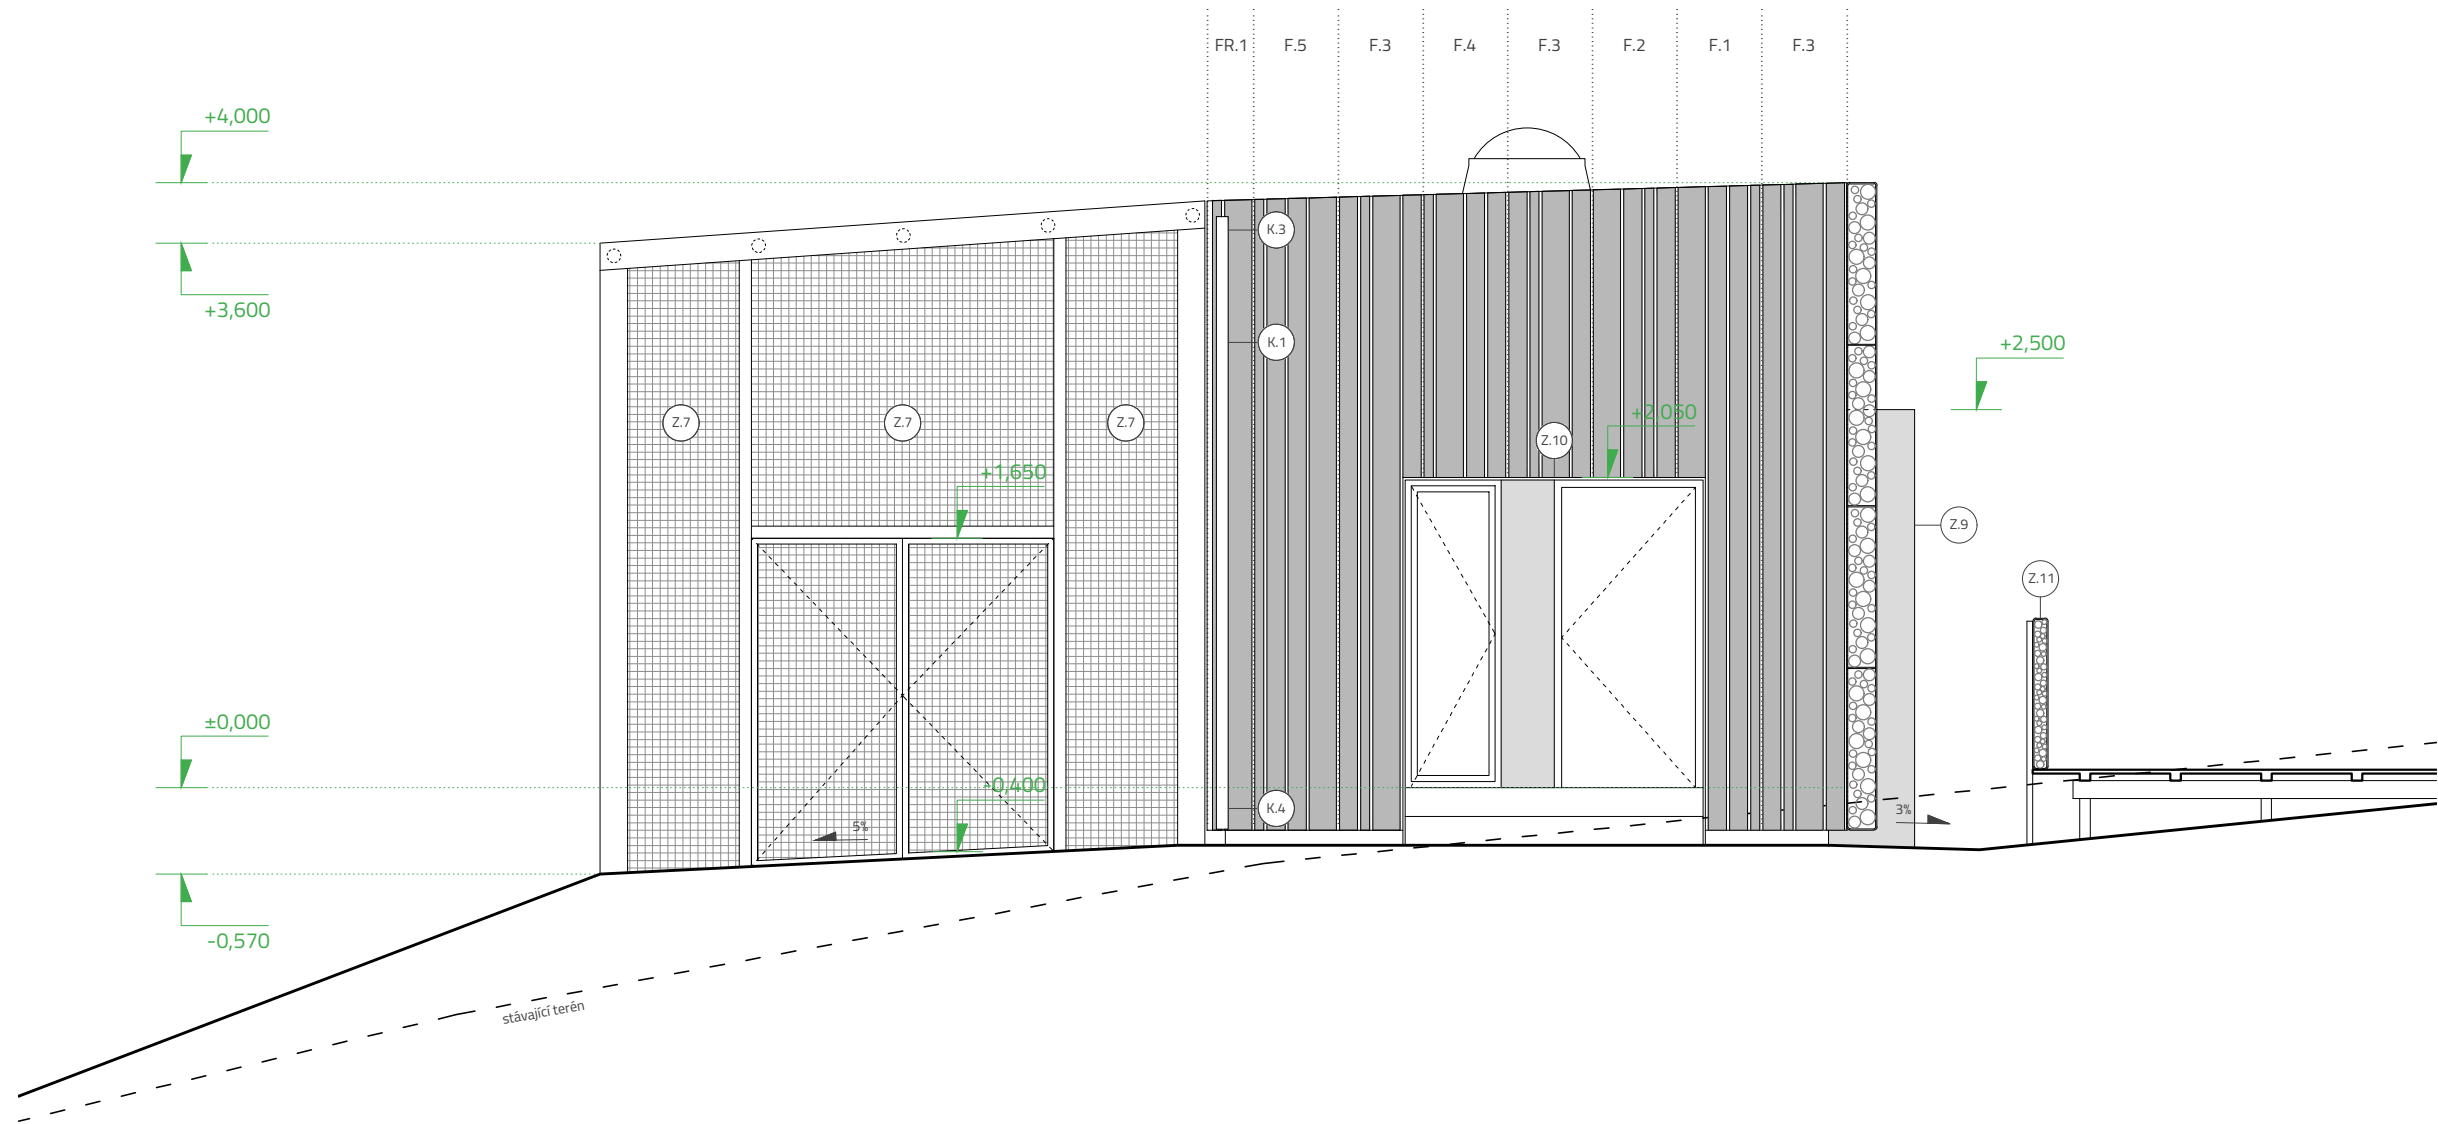 FR.1 F.5 F.3 F.4 F.3 F.2 F.1 F.3
+4,000
K.3
+3,600
K.1
+2,500
+2.050
Z.7 Z.7 Z.7
Z.10
+1,650
Z.9
Z.11
±0,000
-0,400
K.4
3%
5%
-0,570
stávající terén